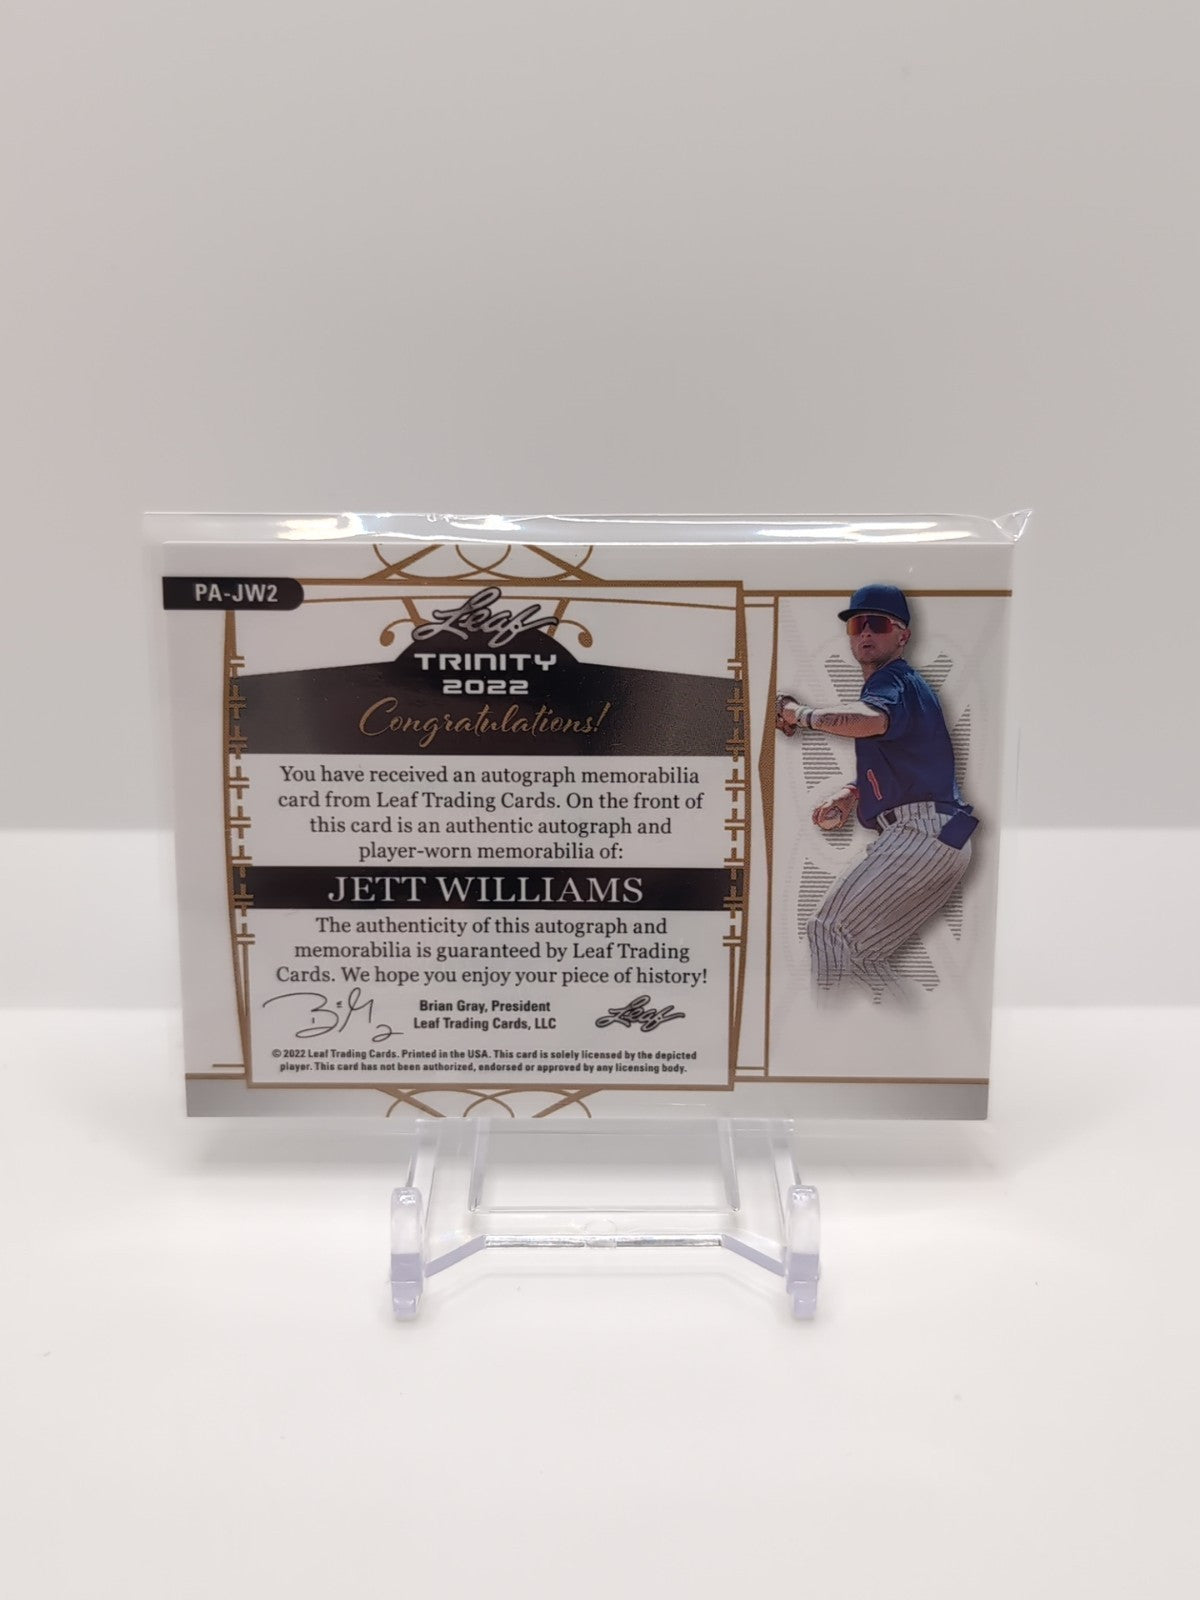 PA-JW2
Leaf
TRINITY
2022
Congratulations!
You have received an autograph memorabilia
card from Leaf Trading Cards. On the front of
this card is an authentic autograph and
player-worn memorabilia of:
JETT WILLIAMS
The authenticity of this autograph and
memorabilia is guaranteed by Leaf Trading
Cards. We hope you enjoy your piece of history!
Brian Gray, President
Leaf Trading Cards, LLC
Leaf
© 2022 Leaf Trading Cards. Printed in the USA. This card is solely licensed by the depicted
player. This card has not been authorized, endorsed or approved by any licensing body.